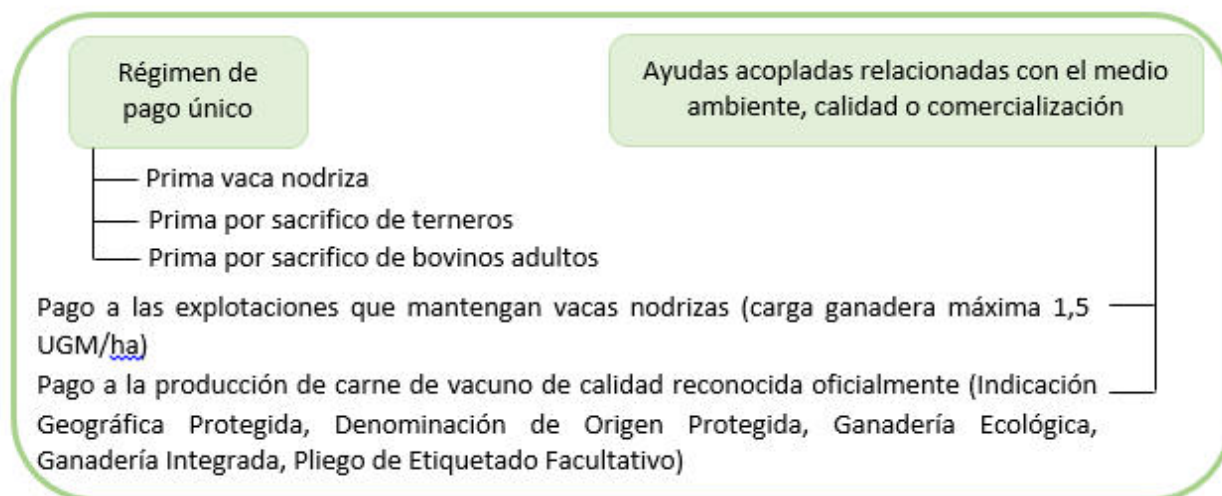 Régimen de
pago único
Ayudas acopladas relacionadas con el medio
ambiente, calidad o comercialización
Prima vaca nodriza
Prima por sacrifico de terneros
Prima por sacrifico de bovinos adultos
Pago a las explotaciones que mantengan vacas nodrizas (carga ganadera máxima 1,5
UGM/ha)
Pago a la producción de carne de vacuno de calidad reconocida oficialmente (Indicación
Geográfica Protegida, Denominación de Origen Protegida, Ganadería Ecológica,
Ganadería Integrada, Pliego de Etiquetado Facultativo)